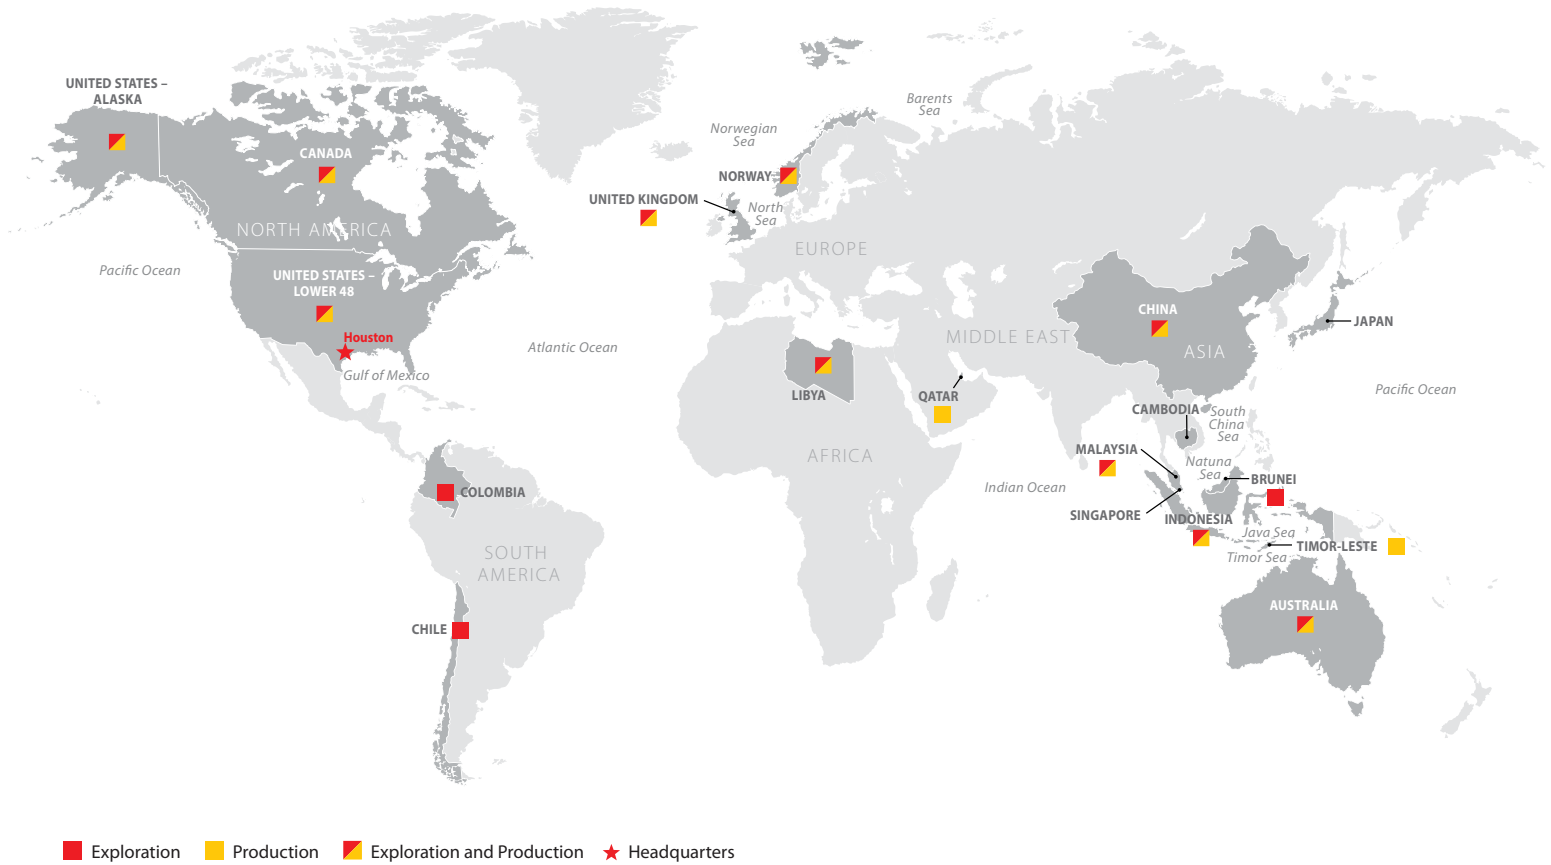 UNITED STATES –
ALASKA
CANADA
NORTH AMERICA
Pacific Ocean
UNITED STATES –
LOWER 48
Houston
Gulf of Mexico
Atlantic Ocean
COLOMBIA
SOUTH
AMERICA
CHILE
Barents
Sea
Norwegian
Sea
NORWAY
UNITED KINGDOM
North
Sea
EUROPE
MIDDLE EAST
LIBYA
QATAR
AFRICA
Indian Ocean
CHINA
ASIA
JAPAN
Pacific Ocean
CAMBODIA
South
China
Sea
MALAYSIA
Natuna
Sea
BRUNEI
SINGAPORE
INDONESIA
Java Sea
TIMOR-LESTE
Timor Sea
AUSTRALIA
Exploration
Production
Exploration and Production
Headquarters